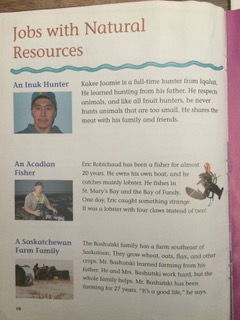 Jobs with Natural
Resources
An Inuk Hunter
Kakee Joamie is a full-time hunter from Iqaluit.
He learned hunting from his father. He respects
animals, and like all Inuit hunters, he never
hunts animals that are too small. He shares the
meat with his family and friends.
An Acadian
Fisher
Eric Robichaud has been a fisher for almost
20 years. He owns his own boat, and he
catches mainly lobster. He fishes in
St. Mary's Bay and the Bay of Fundy.
One day, Eric caught something strange.
It was a lobster with four claws instead of two!
A Saskatchewan
Farm Family
The Bashutski family has a farm southeast of
Saskatoon. They grow wheat, oats, flax, and other
crops. Mr. Bashutski learned farming from his
father. He and Mrs. Bashutski work hard, but the
whole family helps. Mr. Bashutski has been
farming for 27 years. "It's a good life," he says.